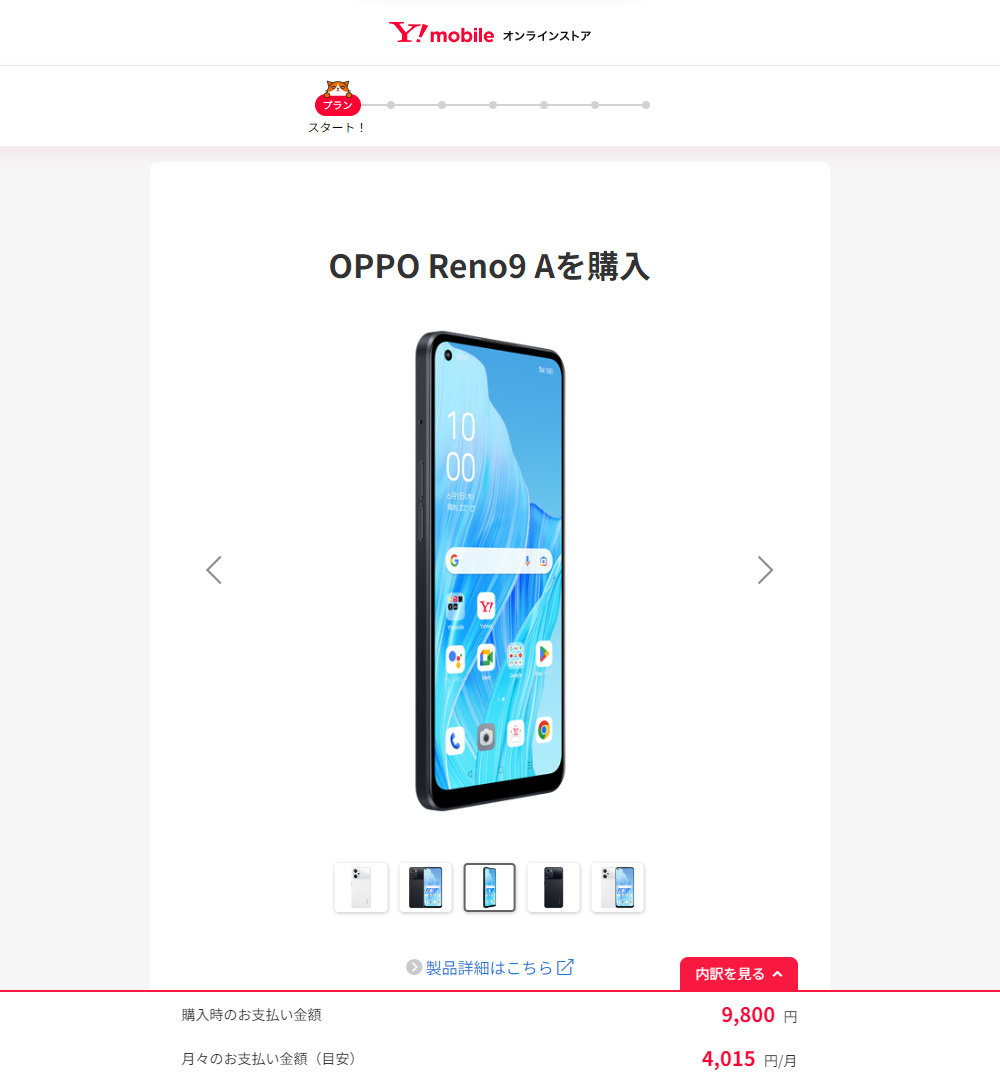 Y!mobile オンラインストア
プラン
スタート！
OPPO Reno9 Aを購入
10
00
製品詳細はこちら
内訳を見る
購入時のお支払い金額 9,800 円
月々のお支払い金額（目安） 4,015 円/月